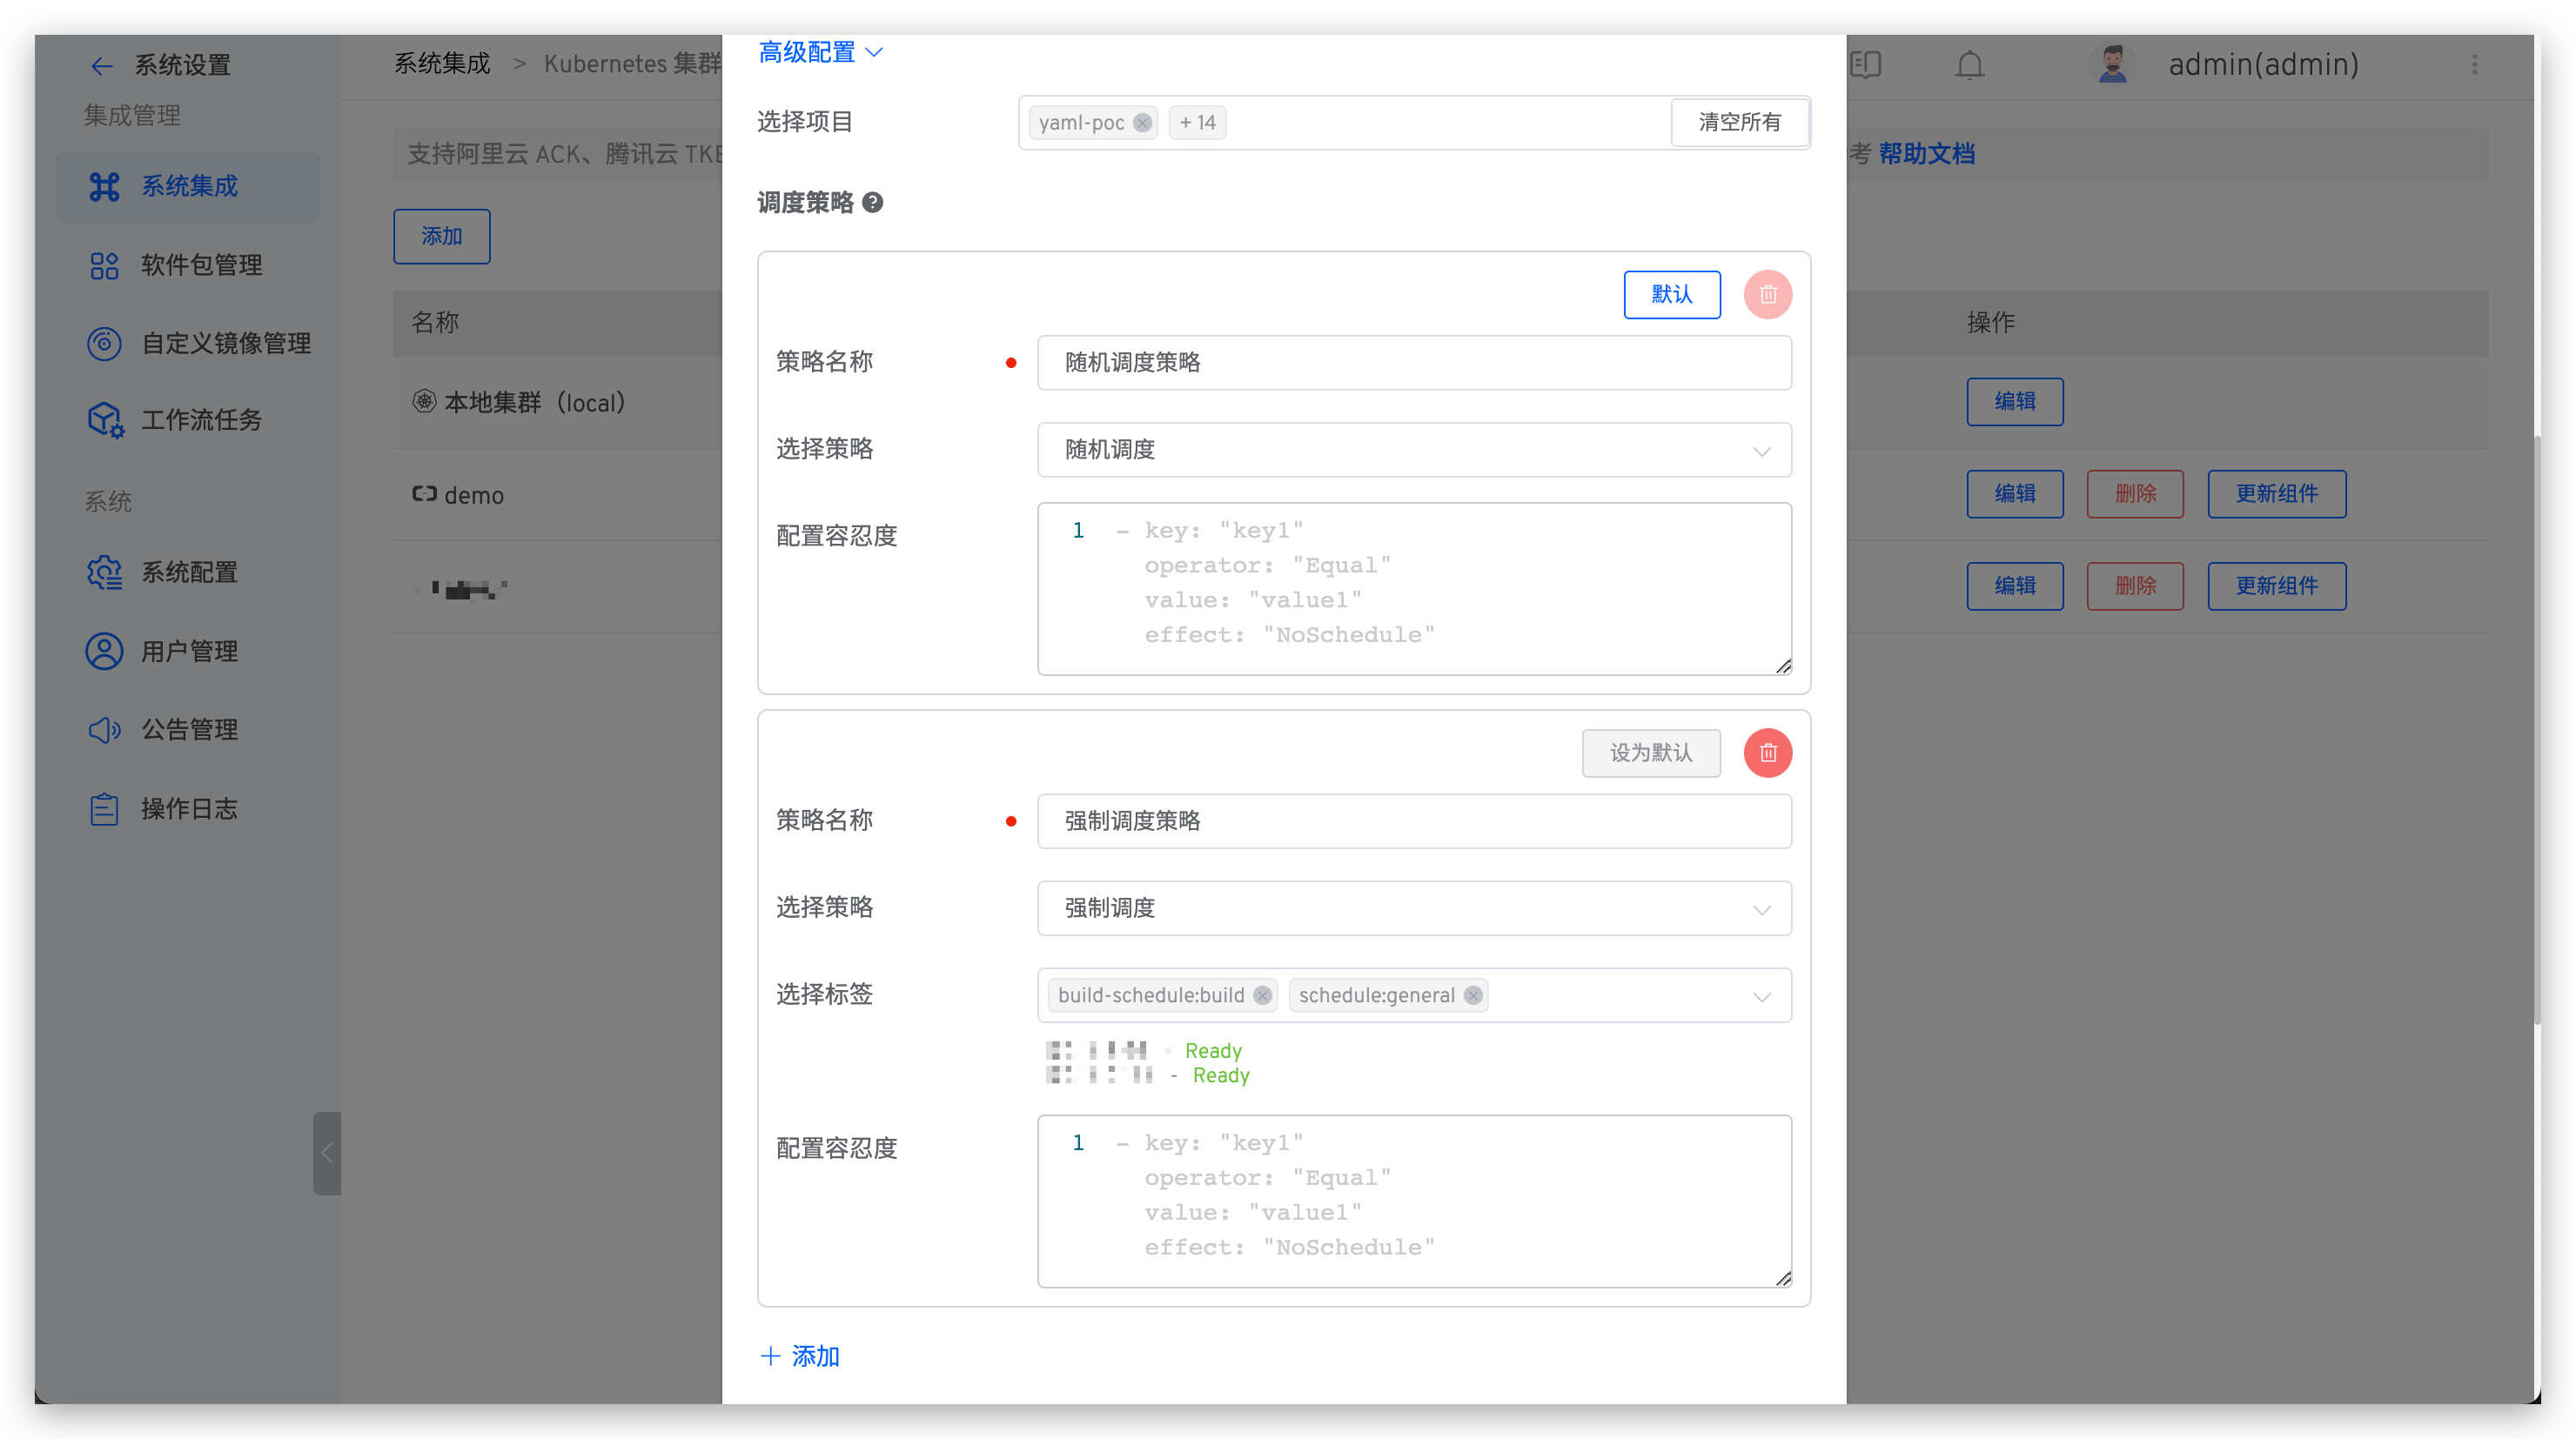 系统设置
集成管理
系统集成
软件包管理
自定义镜像管理
工作流任务
系统
系统配置
用户管理
公告管理
操作日志
系统集成 > Kubernetes 集群
支持阿里云 ACK、腾讯云 TKE
添加
名称
本地集群（local）
demo
高级配置
选择项目
yaml-poc
+ 14
清空所有
调度策略
默认
策略名称
随机调度策略
选择策略
随机调度
配置容忍度
1 - key: "key1"
operator: "Equal"
value: "value1"
effect: "NoSchedule"
设为默认
策略名称
强制调度策略
选择策略
强制调度
选择标签
build-schedule:build
schedule:general
Ready
- Ready
配置容忍度
1 - key: "key1"
operator: "Equal"
value: "value1"
effect: "NoSchedule"
+ 添加
admin(admin)
考 帮助文档
操作
编辑
编辑 删除 更新组件
编辑 删除 更新组件